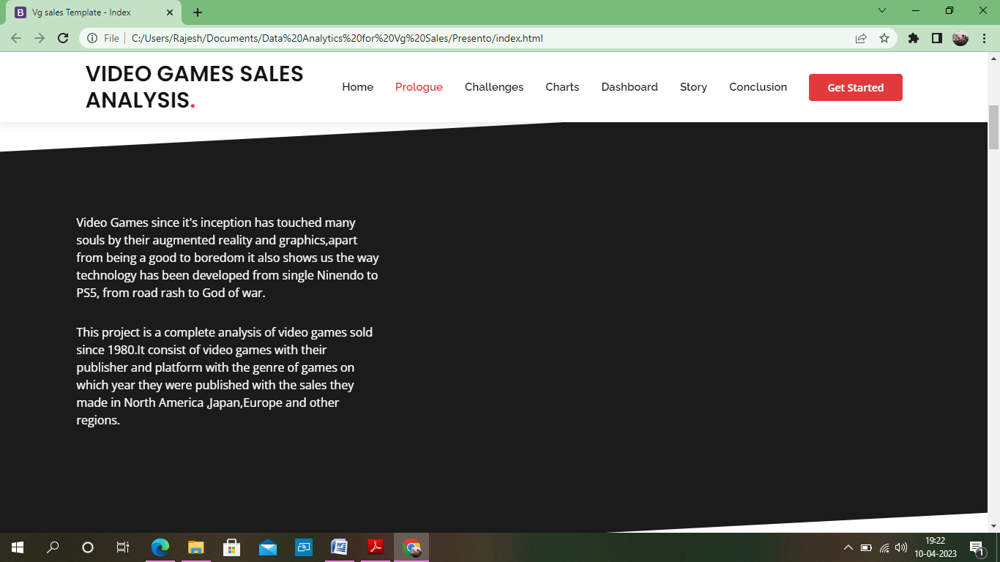 Vg sales Template - Index
File
C:/Users/Rajesh/Documents/Data%20Analytics%20for%20Vg%20Sales/Presento/index.html
VIDEO GAMES SALES
ANALYSIS.
Home Prologue Challenges Charts Dashboard Story Conclusion Get Started
Video Games since it's inception has touched many
souls by their augmented reality and graphics,apart
from being a good to boredom it also shows us the way
technology has been developed from single Ninendo to
PS5, from road rash to God of war.
This project is a complete analysis of video games sold
since 1980.It consist of video games with their
publisher and platform with the genre of games on
which year they were published with the sales they
made in North America ,Japan,Europe and other
regions.
19:22
10-04-2023
1